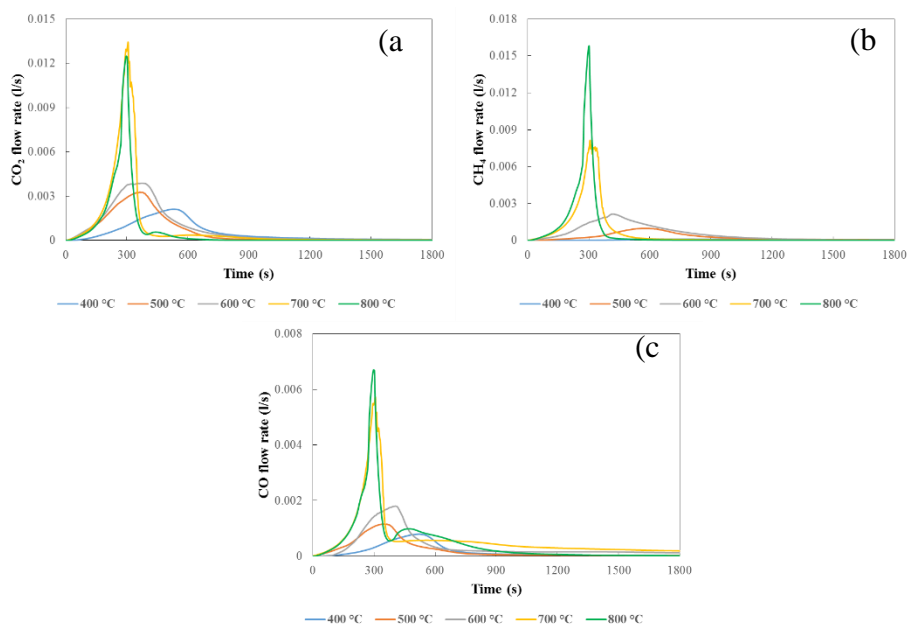 (a
CO₂ flow rate (l/s)
0.015
0.012
0.009
0.006
0.003
0
0 300 600 900 1200 1500 1800
Time (s)
400 °C 500 °C 600 °C 700 °C 800 °C
(b
CH₄ flow rate (l/s)
0.018
0.015
0.012
0.009
0.006
0.003
0
0 300 600 900 1200 1500 1800
Time (s)
400 °C 500 °C 600 °C 700 °C 800 °C
(c
CO flow rate (l/s)
0.008
0.006
0.004
0.002
0
0 300 600 900 1200 1500 1800
Time (s)
400 °C 500 °C 600 °C 700 °C 800 °C